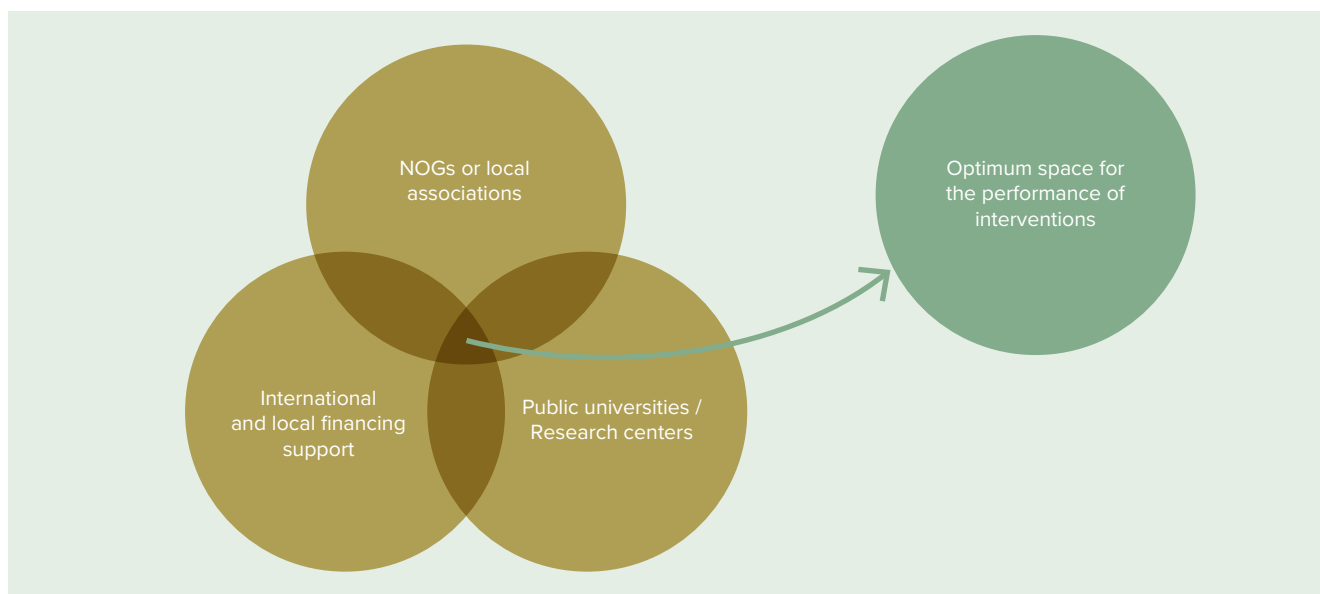 NOGs or local
associations
Optimum space for
the performance of
interventions
International
and local financing
support
Public universities /
Research centers